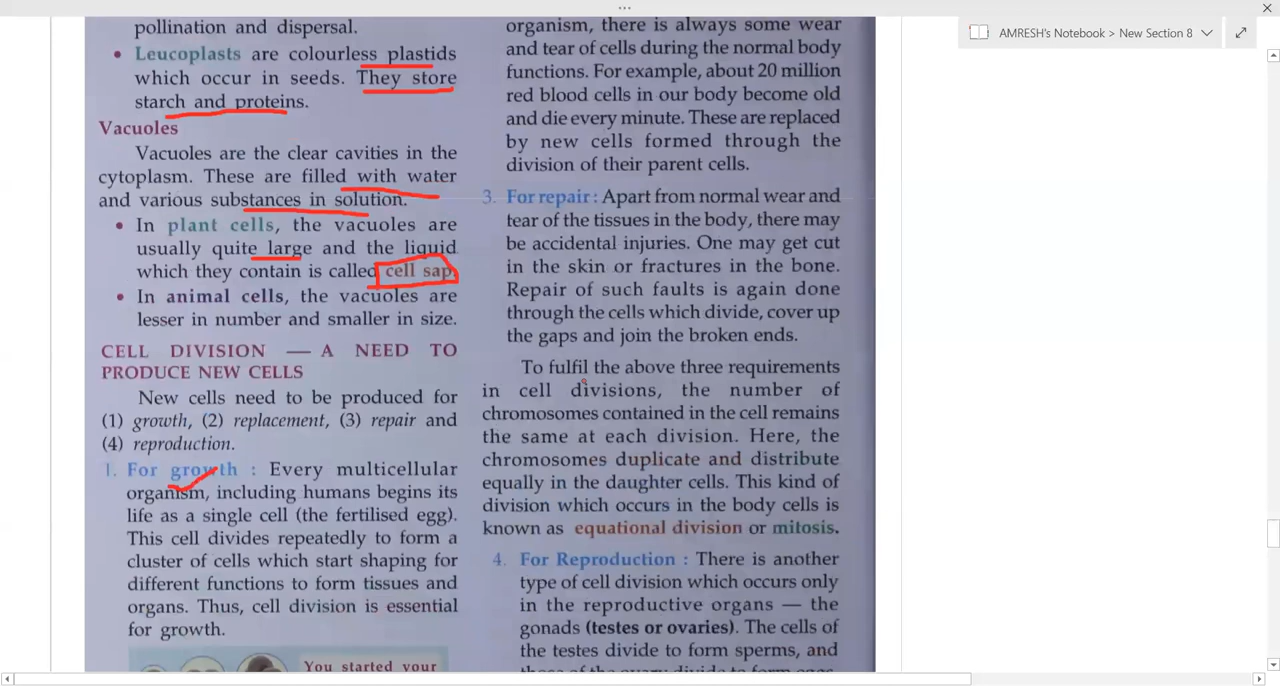 AMRESH's Notebook > New Section 8
pollination and dispersal.
• Leucoplasts are colourless plastids
which occur in seeds. They store
starch and proteins.
Vacuoles
Vacuoles are the clear cavities in the
cytoplasm. These are filled with water
and various substances in solution.
• In plant cells, the vacuoles are
usually quite large and the liquid
which they contain is called cell sap.
• In animal cells, the vacuoles are
lesser in number and smaller in size.
CELL DIVISION — A NEED TO
PRODUCE NEW CELLS
New cells need to be produced for
(1) growth, (2) replacement, (3) repair and
(4) reproduction.
1. For growth : Every multicellular
organism, including humans begins its
life as a single cell (the fertilised egg).
This cell divides repeatedly to form a
cluster of cells which start shaping for
different functions to form tissues and
organs. Thus, cell division is essential
for growth.
You started your
organism, there is always some wear
and tear of cells during the normal body
functions. For example, about 20 million
red blood cells in our body become old
and die every minute. These are replaced
by new cells formed through the
division of their parent cells.
3. For repair : Apart from normal wear and
tear of the tissues in the body, there may
be accidental injuries. One may get cut
in the skin or fractures in the bone.
Repair of such faults is again done
through the cells which divide, cover up
the gaps and join the broken ends.
To fulfil the above three requirements
in cell divisions, the number of
chromosomes contained in the cell remains
the same at each division. Here, the
chromosomes duplicate and distribute
equally in the daughter cells. This kind of
division which occurs in the body cells is
known as equational division or mitosis.
4. For Reproduction : There is another
type of cell division which occurs only
in the reproductive organs — the
gonads (testes or ovaries). The cells of
the testes divide to form sperms, and